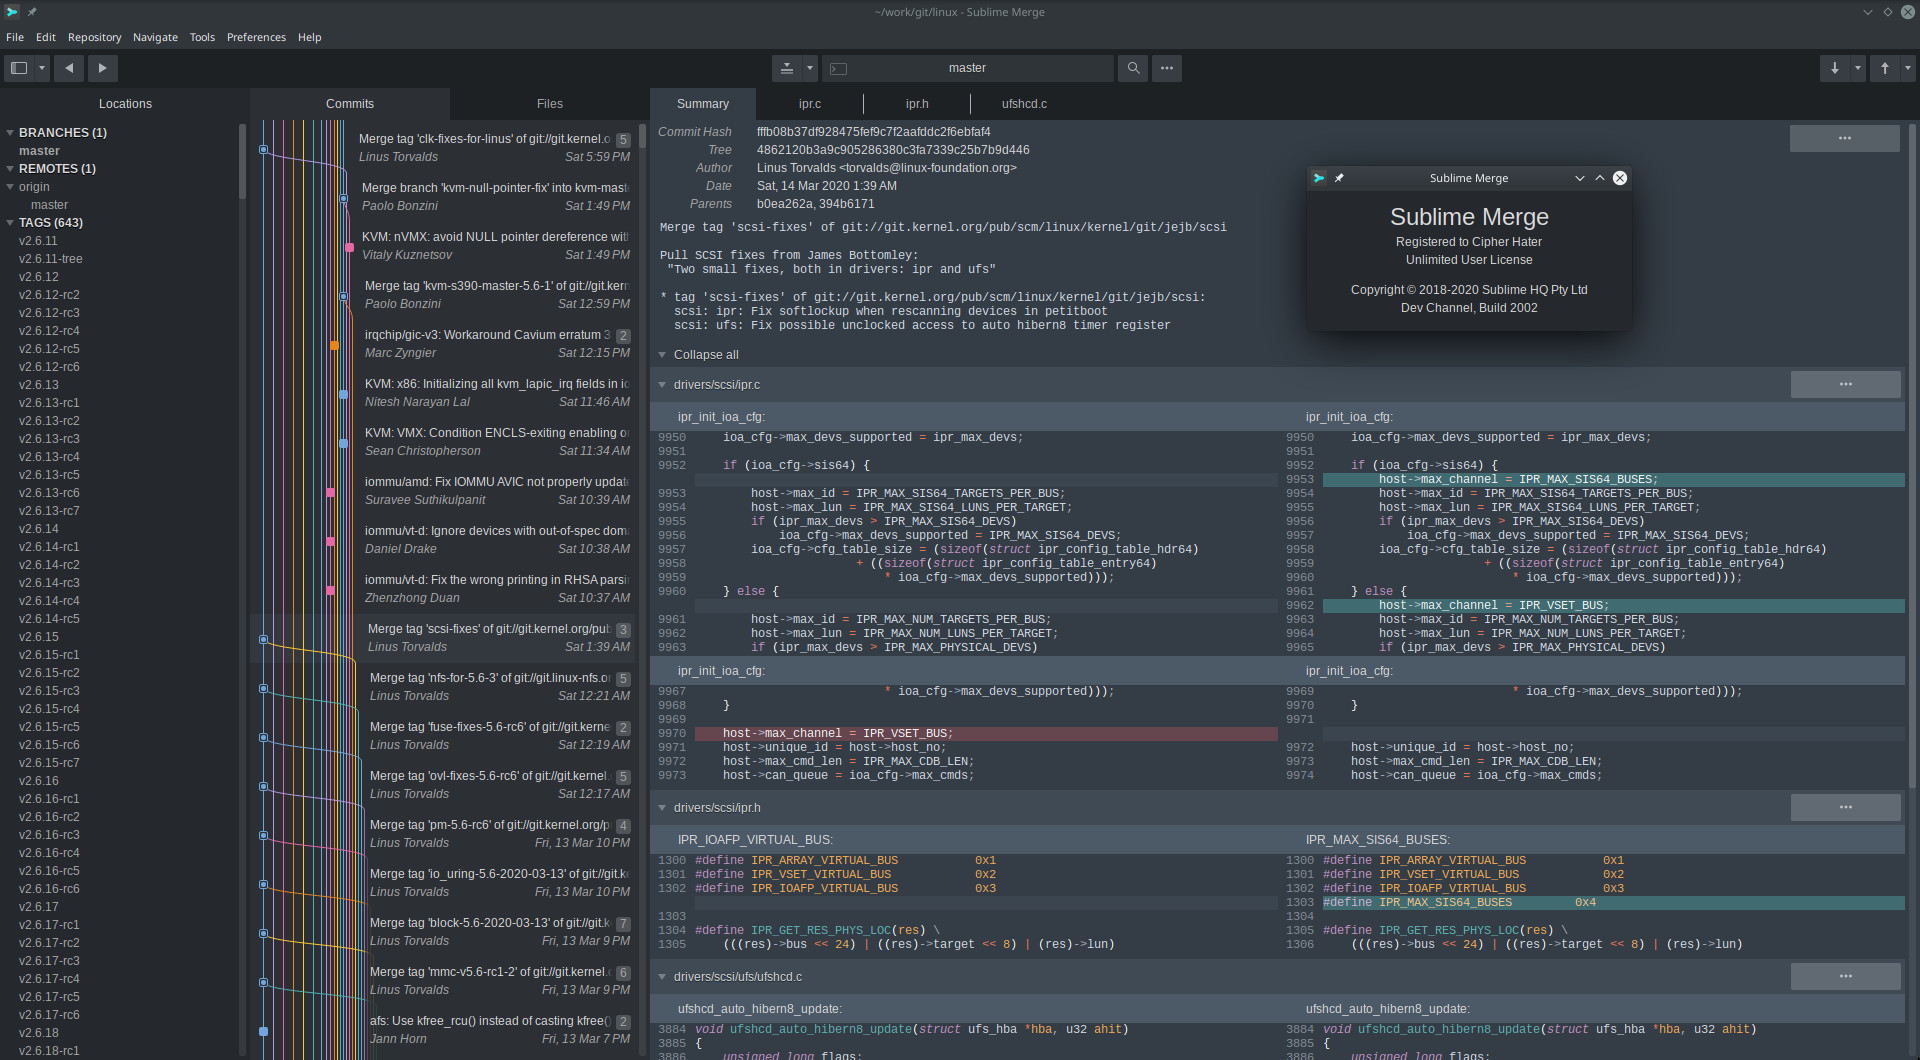 ~/work/git/linux - Sublime Merge
File Edit Repository Navigate Tools Preferences Help
master
Locations
BRANCHES (1)
master
REMOTES (1)
origin
master
TAGS (643)
v2.6.11
v2.6.11-tree
v2.6.12
v2.6.12-rc2
v2.6.12-rc3
v2.6.12-rc4
v2.6.12-rc5
v2.6.12-rc6
v2.6.13
v2.6.13-rc1
v2.6.13-rc2
v2.6.13-rc3
v2.6.13-rc4
v2.6.13-rc5
v2.6.13-rc6
v2.6.13-rc7
v2.6.14
v2.6.14-rc1
v2.6.14-rc2
v2.6.14-rc3
v2.6.14-rc4
v2.6.14-rc5
v2.6.15
v2.6.15-rc1
v2.6.15-rc2
v2.6.15-rc3
v2.6.15-rc4
v2.6.15-rc5
v2.6.15-rc6
v2.6.15-rc7
v2.6.16
v2.6.16-rc1
v2.6.16-rc2
v2.6.16-rc3
v2.6.16-rc4
v2.6.16-rc5
v2.6.16-rc6
v2.6.17
v2.6.17-rc1
v2.6.17-rc2
v2.6.17-rc3
v2.6.17-rc4
v2.6.17-rc5
v2.6.17-rc6
v2.6.18
v2.6.18-rc1
Commits Files
Merge tag 'clk-fixes-for-linus' of git://git.kernel.o 5
Linus Torvalds Sat 5:59 PM
Merge branch 'kvm-null-pointer-fix' into kvm-mast
Paolo Bonzini Sat 1:49 PM
KVM: nVMX: avoid NULL pointer dereference wit
Vitaly Kuznetsov Sat 1:49 PM
Merge tag 'kvm-s390-master-5.6-1' of git://git.kern
Paolo Bonzini Sat 12:59 PM
irqchip/gic-v3: Workaround Cavium erratum 3 2
Marc Zyngier Sat 12:15 PM
KVM: x86: Initializing all kvm_lapic_irq fields in io
Nitesh Narayan Lal Sat 11:46 AM
KVM: VMX: Condition ENCLS-exiting enabling o
Sean Christopherson Sat 11:34 AM
iommu/amd: Fix IOMMU AVIC not properly update
Suravee Suthikulpanit Sat 10:39 AM
iommu/vt-d: Ignore devices with out-of-spec dom
Daniel Drake Sat 10:38 AM
iommu/vt-d: Fix the wrong printing in RHSA parsi
Zhenzhong Duan Sat 10:37 AM
Merge tag 'scsi-fixes' of git://git.kernel.org/pub 3
Linus Torvalds Sat 1:39 AM
Merge tag 'nfs-for-5.6-3' of git://git.linux-nfs.or 5
Linus Torvalds Sat 12:21 AM
Merge tag 'fuse-fixes-5.6-rc6' of git://git.kerne 2
Linus Torvalds Sat 12:19 AM
Merge tag 'ovl-fixes-5.6-rc6' of git://git.kernel. 5
Linus Torvalds Sat 12:17 AM
Merge tag 'pm-5.6-rc6' of git://git.kernel.org/p 4
Linus Torvalds Fri, 13 Mar 10 PM
Merge tag 'io_uring-5.6-2020-03-13' of git://git.k
Linus Torvalds Fri, 13 Mar 10 PM
Merge tag 'block-5.6-2020-03-13' of git://git.k 7
Linus Torvalds Fri, 13 Mar 9 PM
Merge tag 'mmc-v5.6-rc1-2' of git://git.kernel.c 6
Linus Torvalds Fri, 13 Mar 9 PM
afs: Use kfree_rcu() instead of casting kfree() 2
Jann Horn Fri, 13 Mar 7 PM
Summary ipr.c ipr.h ufshcd.c
Commit Hash fffb08b37df928475fef9c7f2aafddc2f6ebfaf4
Tree 4862120b3a9c905286380c3fa7339c25b7b9d446
Author Linus Torvalds <torvalds@linux-foundation.org>
Date Sat, 14 Mar 2020 1:39 AM
Parents b0ea262a, 394b6171
Merge tag 'scsi-fixes' of git://git.kernel.org/pub/scm/linux/kernel/git/jejb/scsi
Pull SCSI fixes from James Bottomley:
"Two small fixes, both in drivers: ipr and ufs"
* tag 'scsi-fixes' of git://git.kernel.org/pub/scm/linux/kernel/git/jejb/scsi:
scsi: ipr: Fix softlockup when rescanning devices in petitboot
scsi: ufs: Fix possible unclocked access to auto hibern8 timer register
Sublime Merge
Sublime Merge
Registered to Cipher Hater
Unlimited User License
Copyright © 2018-2020 Sublime HQ Pty Ltd
Dev Channel, Build 2002
Collapse all
drivers/scsi/ipr.c
ipr_init_ioa_cfg:
9950 ioa_cfg->max_devs_supported = ipr_max_devs;
9951
9952 if (ioa_cfg->sis64) {
9953 host->max_id = IPR_MAX_SIS64_TARGETS_PER_BUS;
9954 host->max_lun = IPR_MAX_SIS64_LUNS_PER_TARGET;
9955 if (ipr_max_devs > IPR_MAX_SIS64_DEVS)
9956 ioa_cfg->max_devs_supported = IPR_MAX_SIS64_DEVS;
9957 ioa_cfg->cfg_table_size = (sizeof(struct ipr_config_table_hdr64)
9958 + ((sizeof(struct ipr_config_table_entry64)
9959 * ioa_cfg->max_devs_supported)));
9960 } else {
9961 host->max_id = IPR_MAX_NUM_TARGETS_PER_BUS;
9962 host->max_lun = IPR_MAX_NUM_LUNS_PER_TARGET;
9963 if (ipr_max_devs > IPR_MAX_PHYSICAL_DEVS)
ipr_init_ioa_cfg:
9950 ioa_cfg->max_devs_supported = ipr_max_devs;
9951
9952 if (ioa_cfg->sis64) {
9953 host->max_channel = IPR_MAX_SIS64_BUSES;
9954 host->max_id = IPR_MAX_SIS64_TARGETS_PER_BUS;
9955 host->max_lun = IPR_MAX_SIS64_LUNS_PER_TARGET;
9956 if (ipr_max_devs > IPR_MAX_SIS64_DEVS)
9957 ioa_cfg->max_devs_supported = IPR_MAX_SIS64_DEVS;
9958 ioa_cfg->cfg_table_size = (sizeof(struct ipr_config_table_hdr64)
9959 + ((sizeof(struct ipr_config_table_entry64)
9960 * ioa_cfg->max_devs_supported)));
9961 } else {
9962 host->max_channel = IPR_VSET_BUS;
9963 host->max_id = IPR_MAX_NUM_TARGETS_PER_BUS;
9964 host->max_lun = IPR_MAX_NUM_LUNS_PER_TARGET;
9965 if (ipr_max_devs > IPR_MAX_PHYSICAL_DEVS)
ipr_init_ioa_cfg:
9967 * ioa_cfg->max_devs_supported)));
9968 }
9969
9970 host->max_channel = IPR_VSET_BUS;
9971 host->unique_id = host->host_no;
9972 host->max_cmd_len = IPR_MAX_CDB_LEN;
9973 host->can_queue = ioa_cfg->max_cmds;
ipr_init_ioa_cfg:
9969 * ioa_cfg->max_devs_supported)));
9970 }
9971
9972 host->unique_id = host->host_no;
9973 host->max_cmd_len = IPR_MAX_CDB_LEN;
9974 host->can_queue = ioa_cfg->max_cmds;
drivers/scsi/ipr.h
IPR_IOAFP_VIRTUAL_BUS:
1300 #define IPR_ARRAY_VIRTUAL_BUS 0x1
1301 #define IPR_VSET_VIRTUAL_BUS 0x2
1302 #define IPR_IOAFP_VIRTUAL_BUS 0x3
1303
1304 #define IPR_GET_RES_PHYS_LOC(res) \
1305 (((res)->bus << 24) | ((res)->target << 8) | (res)->lun)
IPR_MAX_SIS64_BUSES:
1300 #define IPR_ARRAY_VIRTUAL_BUS 0x1
1301 #define IPR_VSET_VIRTUAL_BUS 0x2
1302 #define IPR_IOAFP_VIRTUAL_BUS 0x3
1303 #define IPR_MAX_SIS64_BUSES 0x4
1304
1305 #define IPR_GET_RES_PHYS_LOC(res) \
1306 (((res)->bus << 24) | ((res)->target << 8) | (res)->lun)
drivers/scsi/ufs/ufshcd.c
ufshcd_auto_hibern8_update:
3884 void ufshcd_auto_hibern8_update(struct ufs_hba *hba, u32 ahit)
3885 {
3886 unsigned long flags;
ufshcd_auto_hibern8_update:
3884 void ufshcd_auto_hibern8_update(struct ufs_hba *hba, u32 ahit)
3885 {
3886 unsigned long flags;